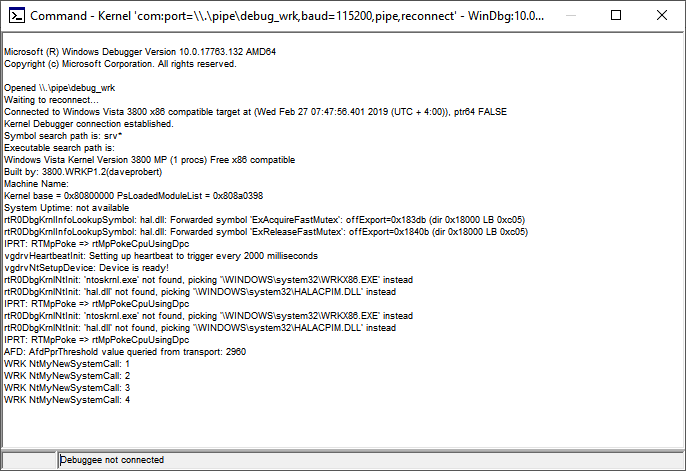 Command - Kernel 'com:port=\\.\pipe\debug_wrk,baud=115200,pipe,reconnect' - WinDbg:10.0...
Microsoft (R) Windows Debugger Version 10.0.17763.132 AMD64
Copyright (c) Microsoft Corporation. All rights reserved.
Opened \\.\pipe\debug_wrk
Waiting to reconnect...
Connected to Windows Vista 3800 x86 compatible target at (Wed Feb 27 07:47:56.401 2019 (UTC + 4:00)), ptr64 FALSE
Kernel Debugger connection established.
Symbol search path is: srv*
Executable search path is:
Windows Vista Kernel Version 3800 MP (1 procs) Free x86 compatible
Built by: 3800.WRKP1.2(daveprobert)
Machine Name:
Kernel base = 0x80800000 PsLoadedModuleList = 0x808a0398
System Uptime: not available
rtR0DbgKrnlInfoLookupSymbol: hal.dll: Forwarded symbol 'ExAcquireFastMutex': offExport=0x183db (dir 0x18000 LB 0xc05)
rtR0DbgKrnlInfoLookupSymbol: hal.dll: Forwarded symbol 'ExReleaseFastMutex': offExport=0x1840b (dir 0x18000 LB 0xc05)
IPRT: RTMpPoke => rtMpPokeCpuUsingDpc
vgdrvHeartbeatInit: Setting up heartbeat to trigger every 2000 milliseconds
vgdrvNtSetupDevice: Device is ready!
rtR0DbgKrnlNtInit: 'ntoskrnl.exe' not found, picking '\WINDOWS\system32\WRKX86.EXE' instead
rtR0DbgKrnlNtInit: 'hal.dll' not found, picking '\WINDOWS\system32\HALACPIM.DLL' instead
IPRT: RTMpPoke => rtMpPokeCpuUsingDpc
rtR0DbgKrnlNtInit: 'ntoskrnl.exe' not found, picking '\WINDOWS\system32\WRKX86.EXE' instead
rtR0DbgKrnlNtInit: 'hal.dll' not found, picking '\WINDOWS\system32\HALACPIM.DLL' instead
IPRT: RTMpPoke => rtMpPokeCpuUsingDpc
AFD: AfdPprThreshold value queried from transport: 2960
WRK NtMyNewSystemCall: 1
WRK NtMyNewSystemCall: 2
WRK NtMyNewSystemCall: 3
WRK NtMyNewSystemCall: 4
Debuggee not connected